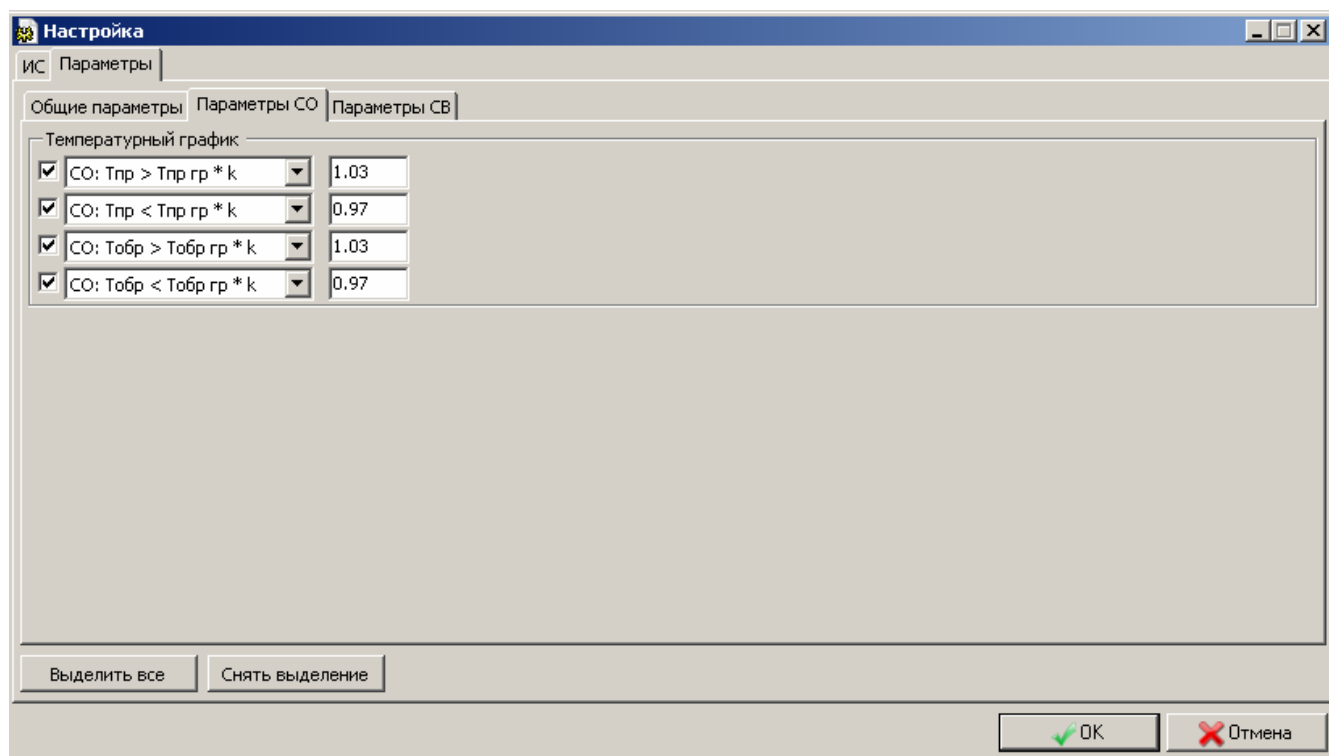 Настройка
ИС Параметры
Общие параметры Параметры СО Параметры СВ
Температурный график
СО: Тпр > Тпр гр * k 1.03
СО: Тпр < Тпр гр * k 0.97
СО: Тобр > Тобр гр * k 1.03
СО: Тобр < Тобр гр * k 0.97
Выделить все Снять выделение
ОК Отмена